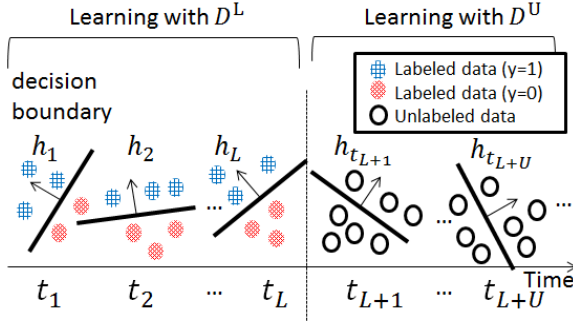 Learning with D^L
Learning with D^U
Labeled data (y=1)
Labeled data (y=0)
Unlabeled data
decision
boundary
h_1
h_2
h_L
h_{t_{L+1}}
h_{t_{L+U}}
...
...
...
Time
t_1
t_2
...
t_L
t_{L+1}
...
t_{L+U}